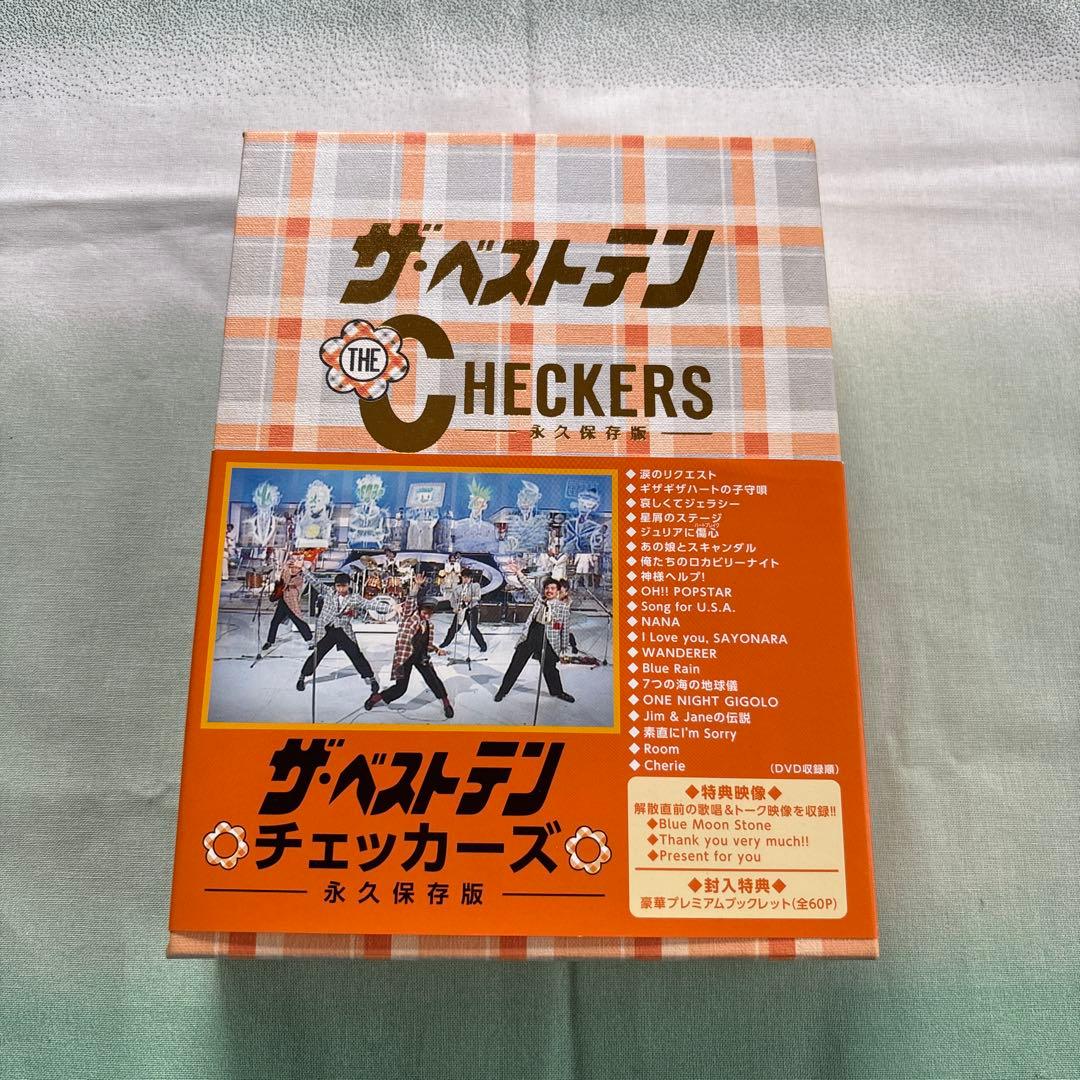 ザ・ベストテン
THE CHECKERS
永久保存版
◆涙のリクエスト
◆ギザギザハートの子守唄
◆哀しくてジェラシー
◆星屑のステージ
ハートブレイク
◆ジュリアに傷心
◆あの娘とスキャンダル
◆俺たちのロカビリーナイト
◆神様ヘルプ!
◆OH!! POPSTAR
◆Song for U.S.A.
◆NANA
◆I Love you, SAYONARA
◆WANDERER
◆Blue Rain
◆7つの海の地球儀
◆ONE NIGHT GIGOLO
◆Jim & Janeの伝説
◆素直にI'm Sorry
◆Room
◆Cherie
(DVD収録順)
ザ・ベストテン
チェッカーズ
永久保存版
◆特典映像◆
解散直前の歌唱&トーク映像を収録!!
◆Blue Moon Stone
◆Thank you very much!!
◆Present for you
◆封入特典◆
豪華プレミアムブックレット(全60P)